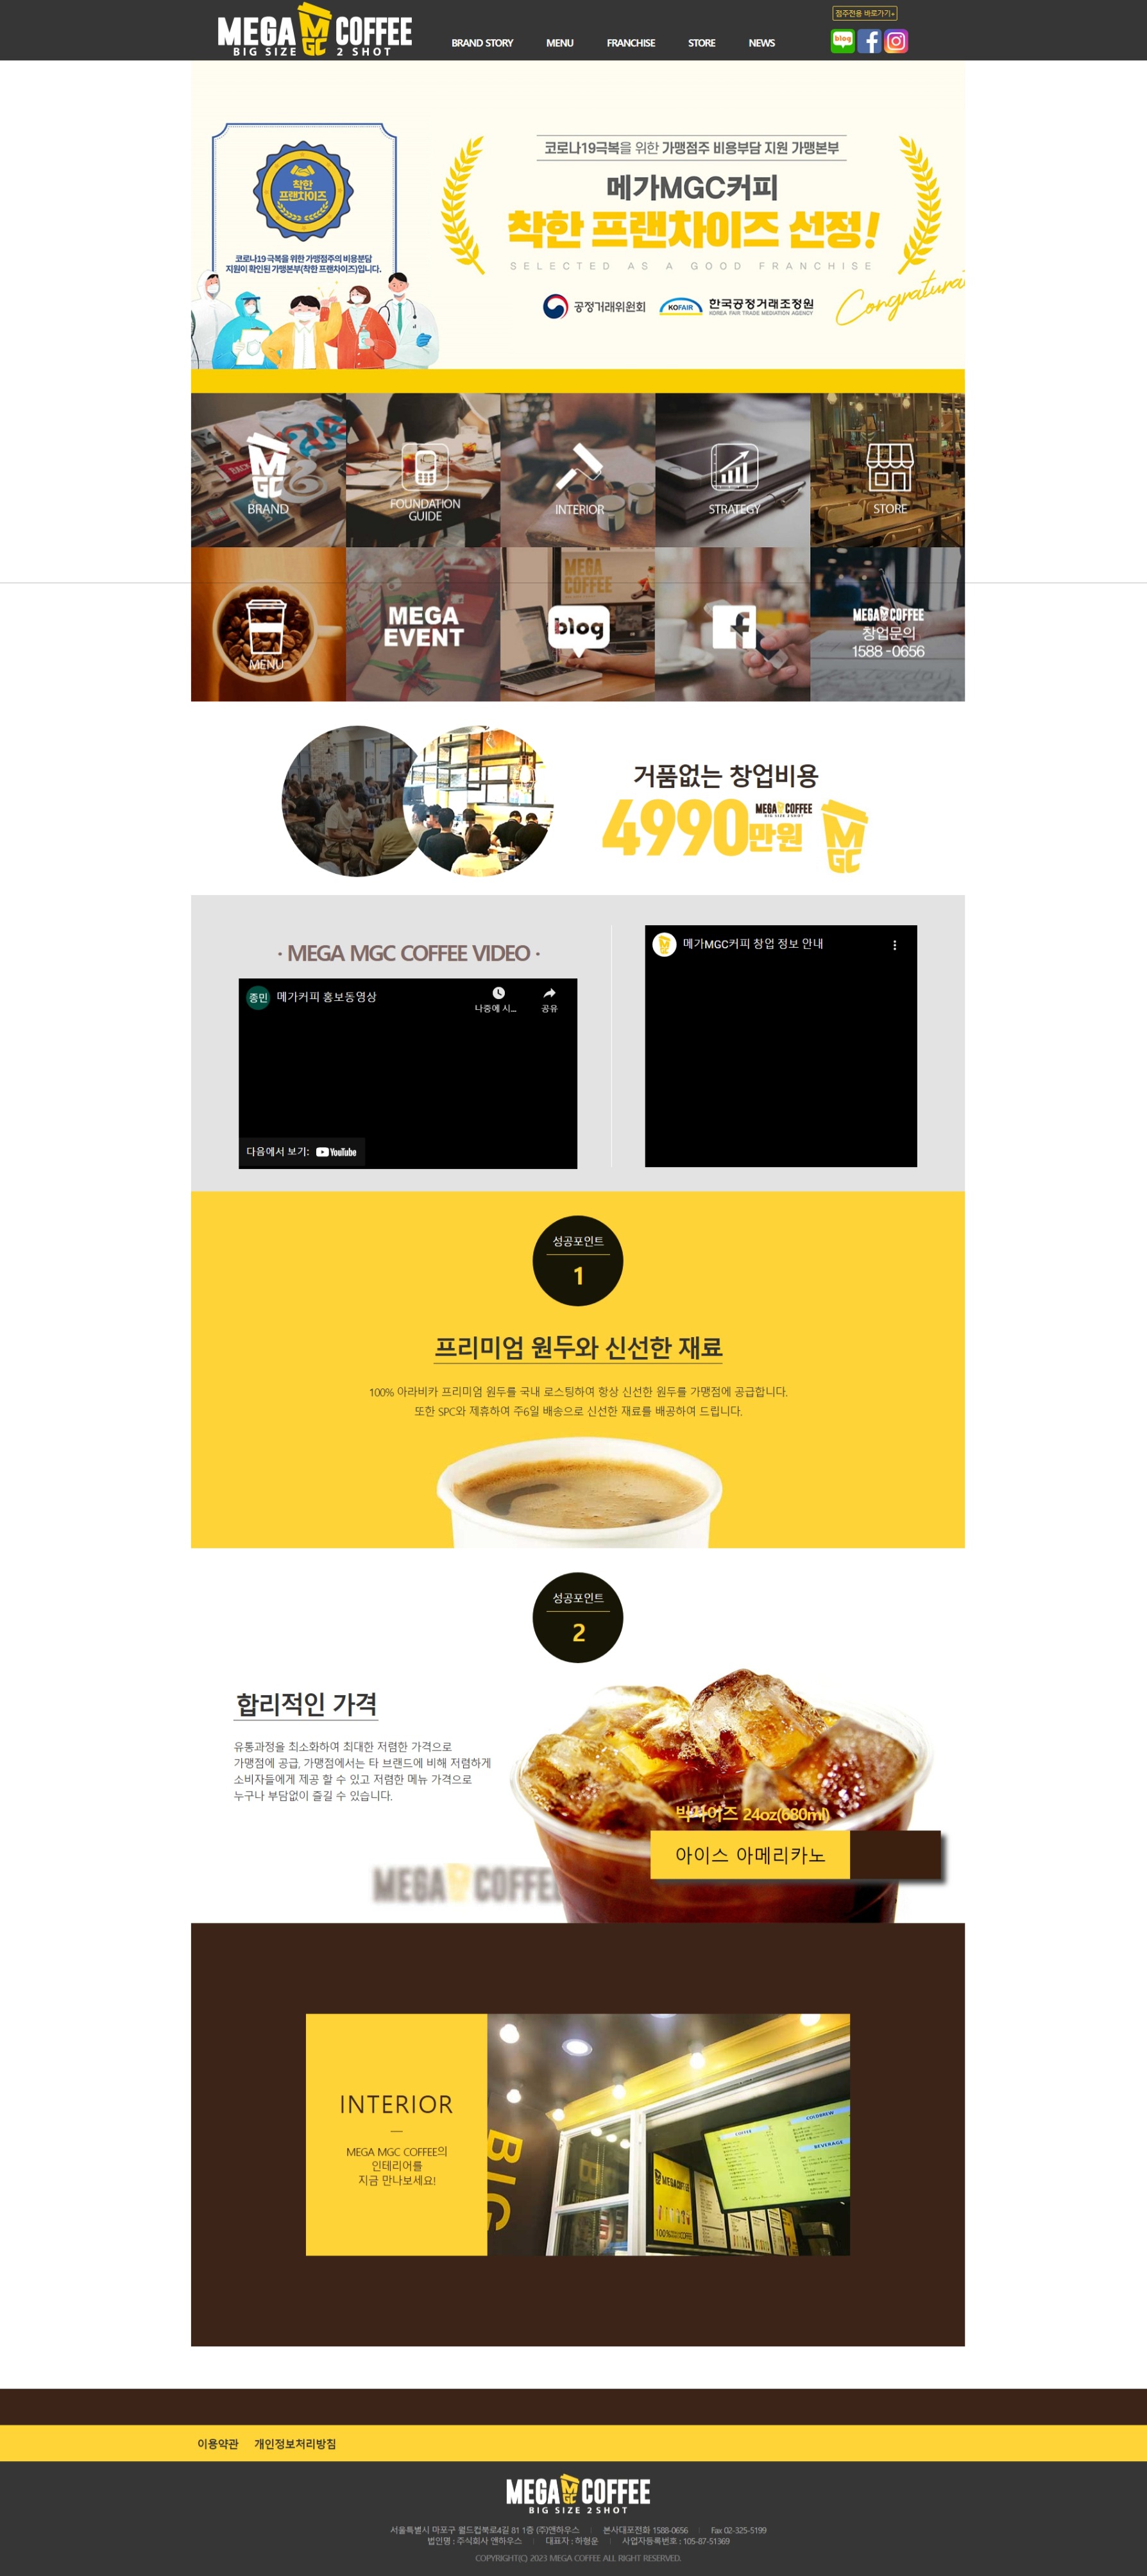 MEGA MGC COFFEE
BIG SIZE 2 SHOT
점주전용 바로가기+
BRAND STORY
MENU
FRANCHISE
STORE
NEWS
blog
착한
프랜차이즈
코로나19 극복을 위한 가맹점주의 비용분담
지원이 확인된 가맹본부(착한 프랜차이즈)입니다.
코로나19극복을 위한 가맹점주 비용부담 지원 가맹본부
메가MGC커피
착한 프랜차이즈 선정!
SELECTED AS A GOOD FRANCHISE
공정거래위원회
KOFAIR
한국공정거래조정원
KOREA FAIR TRADE MEDIATION AGENCY
Congratura
MGC
BRAND
FOUNDATION
GUIDE
INTERIOR
STRATEGY
STORE
MENU
MEGA
EVENT
MEGA
COFFEE
blog
MEGA COFFEE
창업문의
1588 -0656
거품없는 창업비용
4990만원
MEGA COFFEE
BIG SIZE 2 SHOT
MGC
· MEGA MGC COFFEE VIDEO ·
종민
메가커피 홍보동영상
나중에 시...
공유
다음에서 보기: YouTube
메가MGC커피 창업 정보 안내
성공포인트
1
프리미엄 원두와 신선한 재료
100% 아라비카 프리미엄 원두를 국내 로스팅하여 항상 신선한 원두를 가맹점에 공급합니다.
또한 SPC와 제휴하여 주6일 배송으로 신선한 재료를 배공하여 드립니다.
성공포인트
2
합리적인 가격
유통과정을 최소화하여 최대한 저렴한 가격으로
가맹점에 공급, 가맹점에서는 타 브랜드에 비해 저렴하게
소비자들에게 제공 할 수 있고 저렴한 메뉴 가격으로
누구나 부담없이 즐길 수 있습니다.
빅사이즈 24oz(680ml)
아이스 아메리카노
MEGA COFFEE
INTERIOR
MEGA MGC COFFEE의
인테리어를
지금 만나보세요!
BIG
MEGA COFFEE
COFFEE
COLDBREW
BEVERAGE
이용약관
개인정보처리방침
MEGA MGC COFFEE
BIG SIZE 2 SHOT
서울특별시 마포구 월드컵북로4길 81 1층 (주)앤하우스 | 본사대표전화 1588-0656 | Fax 02-325-5199
법인명 : 주식회사 앤하우스 | 대표자 : 하형운 | 사업자등록번호 : 105-87-51369
COPYRIGHT(C) 2023 MEGA COFFEE ALL RIGHT RESERVED.